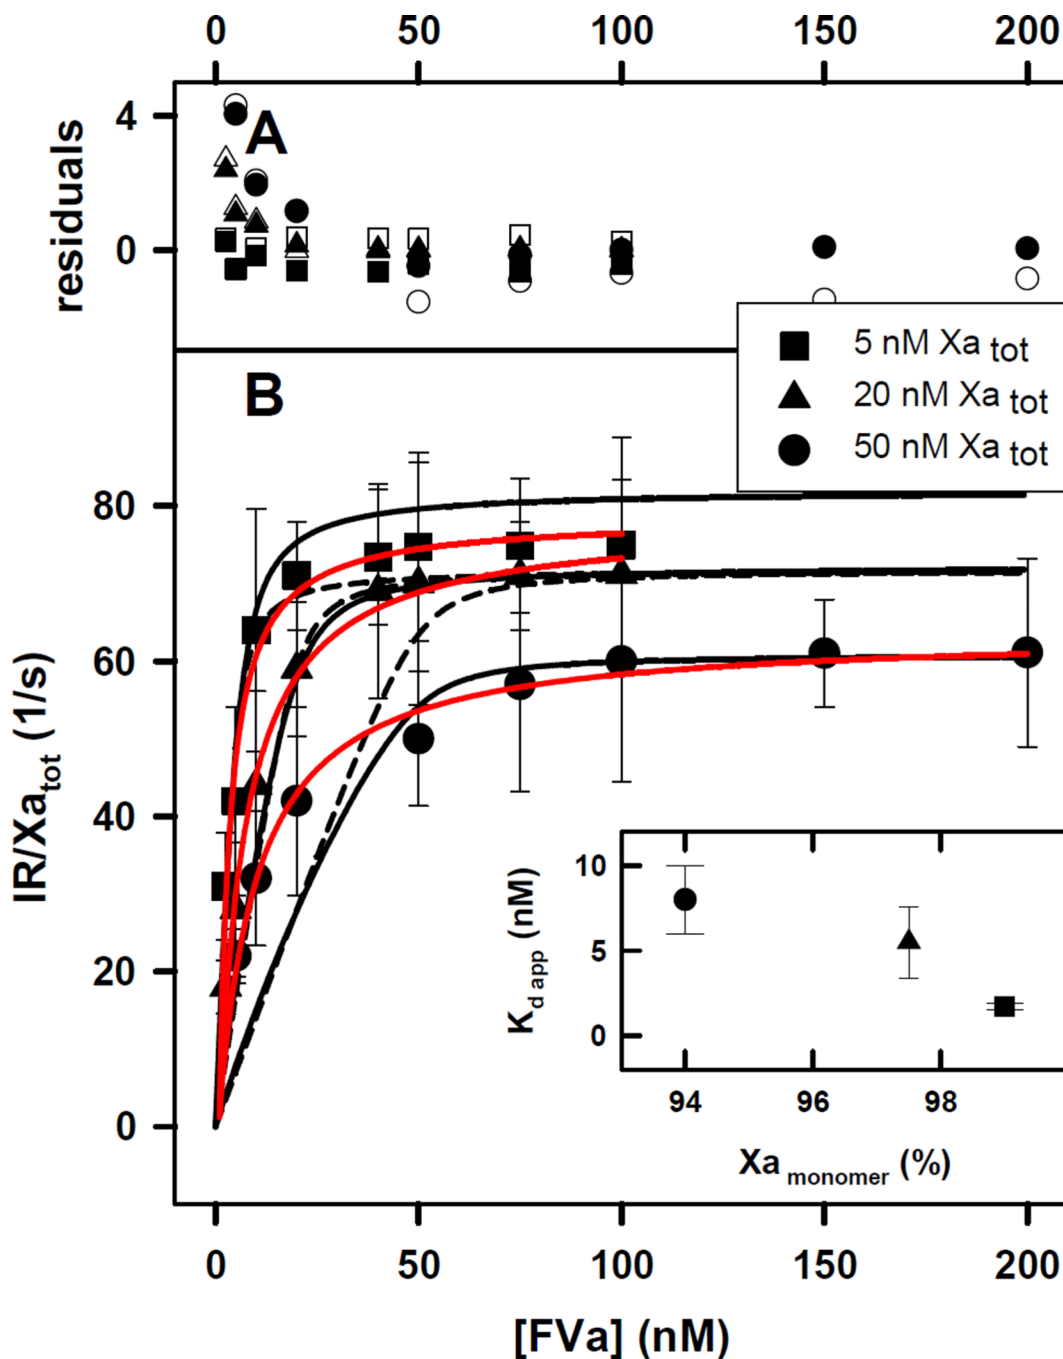 0 50 100 150 200
4
0
residuals
A
5 nM Xa tot
20 nM Xa tot
50 nM Xa tot
B
80
60
40
20
0
IR/Xa tot (1/s)
10
5
0
K d app (nM)
94 96 98
Xa monomer (%)
0 50 100 150 200
[FVa] (nM)